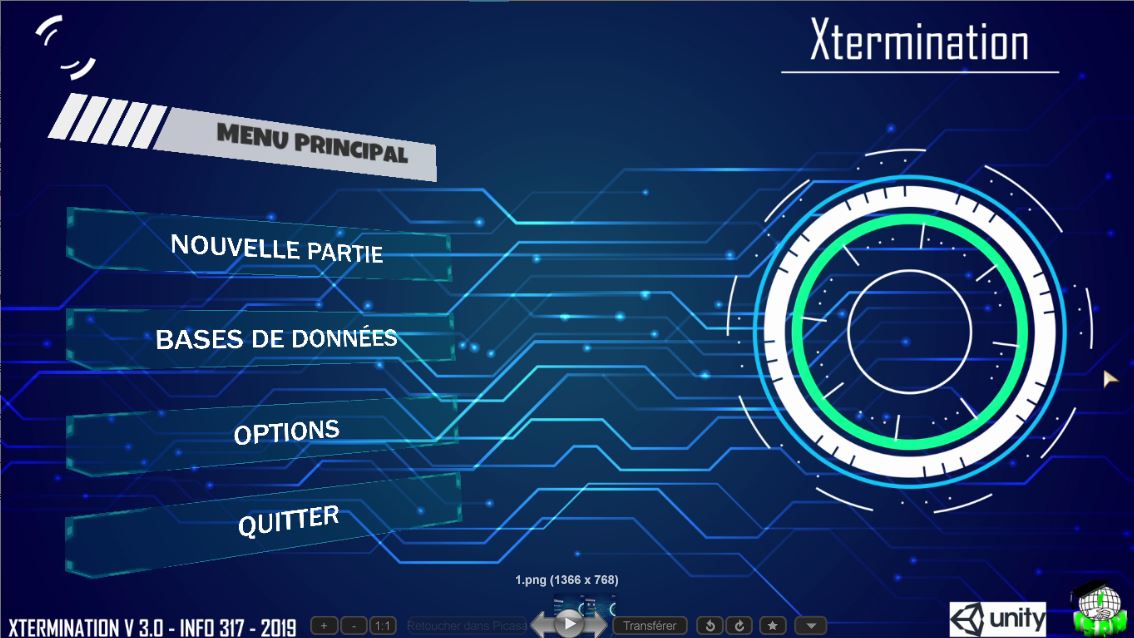 Xtermination
MENU PRINCIPAL
NOUVELLE PARTIE
BASES DE DONNÉES
OPTIONS
QUITTER
1.png (1366 x 768)
unity
XTERMINATION V 3.0 - INFO 317 - 2019
+ - 1:1 Retoucher dans Picasa Transférer